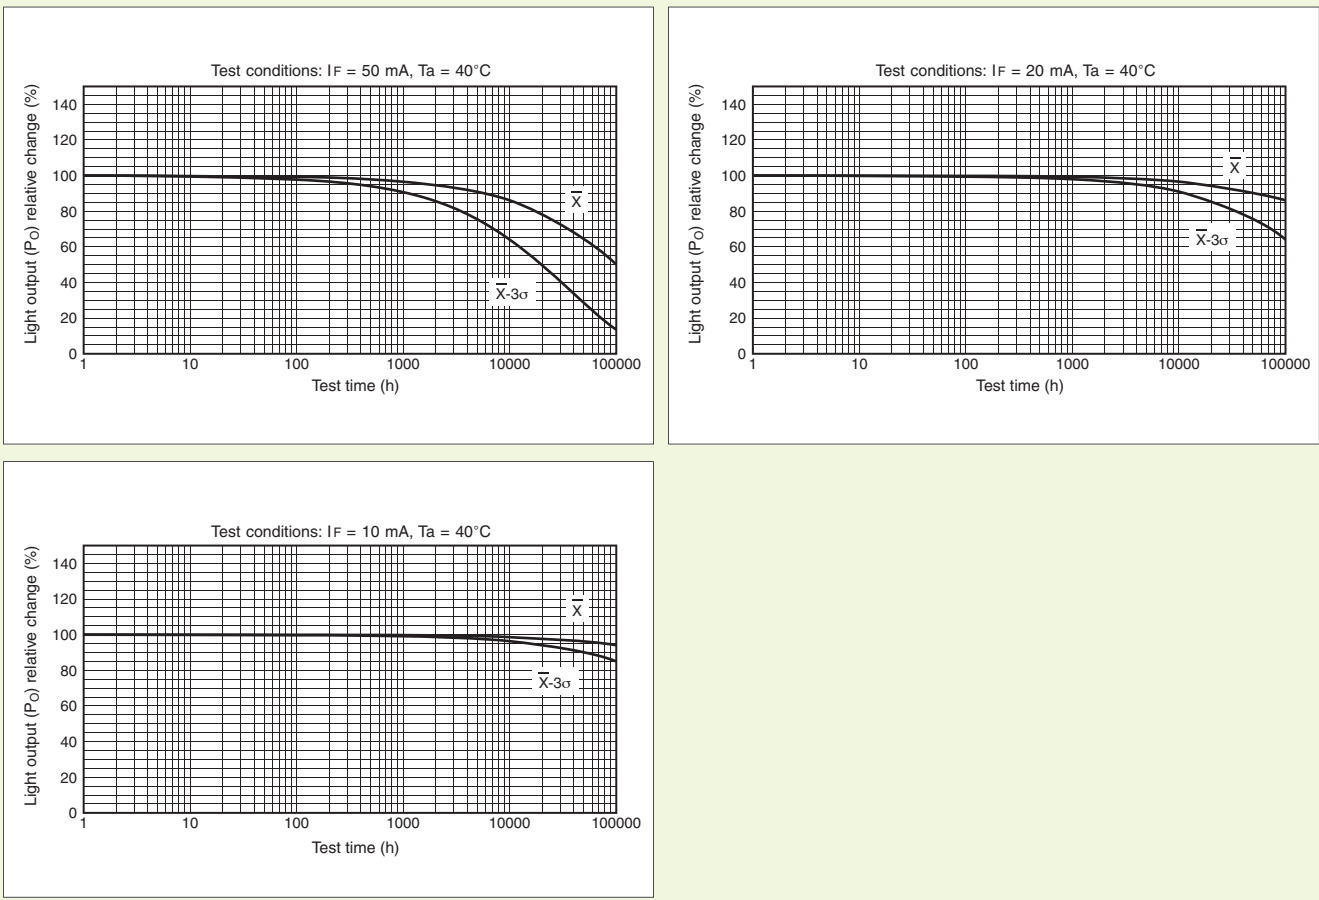 Test conditions: IF = 50 mA, Ta = 40°C
Light output (PO) relative change (%)
140
120
100
80
60
40
20
0
X̅
X̅-3σ
1 10 100 1000 10000 100000
Test time (h)
Test conditions: IF = 20 mA, Ta = 40°C
Light output (PO) relative change (%)
140
120
100
80
60
40
20
0
X̅
X̅-3σ
1 10 100 1000 10000 100000
Test time (h)
Test conditions: IF = 10 mA, Ta = 40°C
Light output (PO) relative change (%)
140
120
100
80
60
40
20
0
X̅
X̅-3σ
1 10 100 1000 10000 100000
Test time (h)